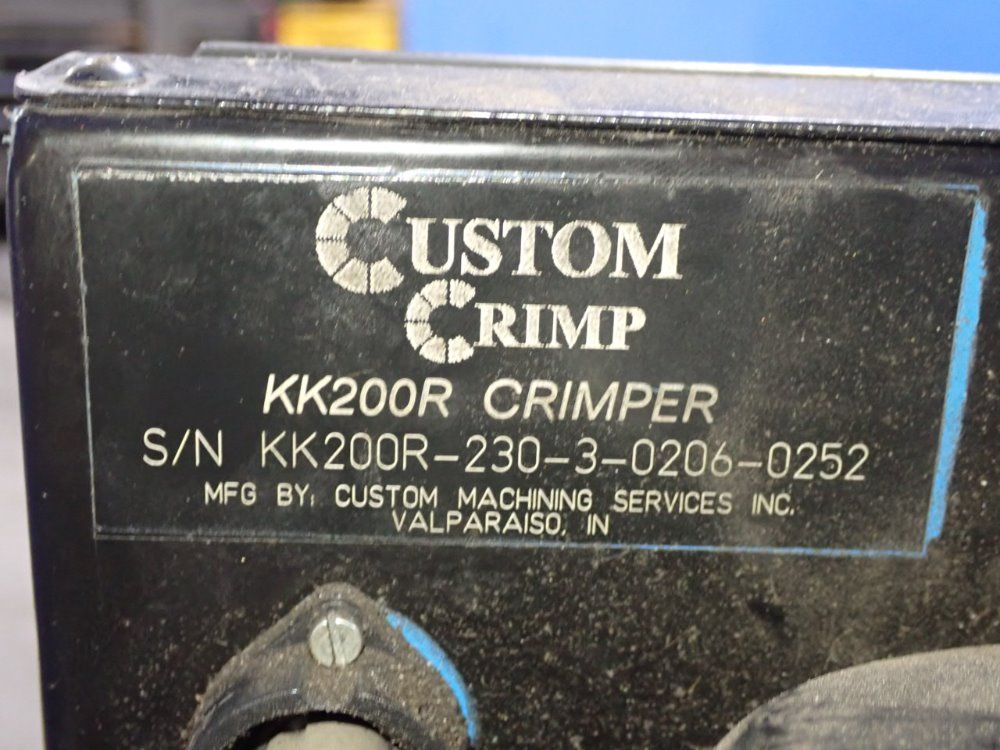 CUSTOM
CRIMP
KK200R CRIMPER
S/N KK200R-230-3-0206-0252
MFG BY: CUSTOM MACHINING SERVICES INC.
VALPARAISO, IN